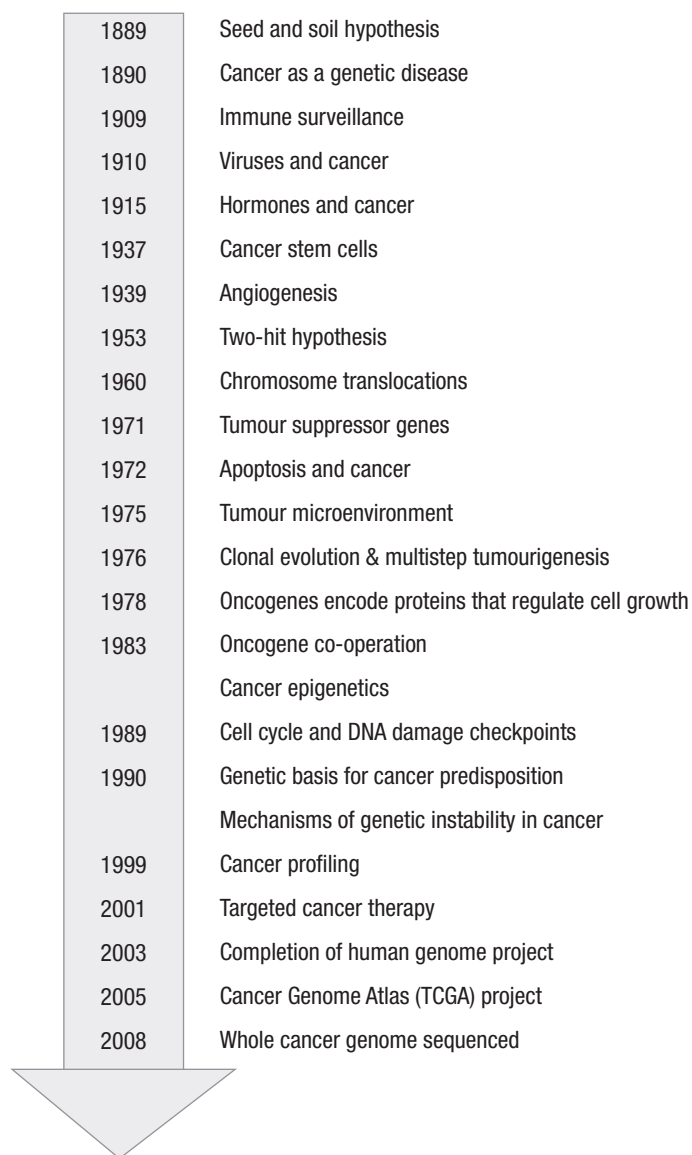 1889 Seed and soil hypothesis
1890 Cancer as a genetic disease
1909 Immune surveillance
1910 Viruses and cancer
1915 Hormones and cancer
1937 Cancer stem cells
1939 Angiogenesis
1953 Two-hit hypothesis
1960 Chromosome translocations
1971 Tumour suppressor genes
1972 Apoptosis and cancer
1975 Tumour microenvironment
1976 Clonal evolution & multistep tumourigenesis
1978 Oncogenes encode proteins that regulate cell growth
1983 Oncogene co-operation
Cancer epigenetics
1989 Cell cycle and DNA damage checkpoints
1990 Genetic basis for cancer predisposition
Mechanisms of genetic instability in cancer
1999 Cancer profiling
2001 Targeted cancer therapy
2003 Completion of human genome project
2005 Cancer Genome Atlas (TCGA) project
2008 Whole cancer genome sequenced